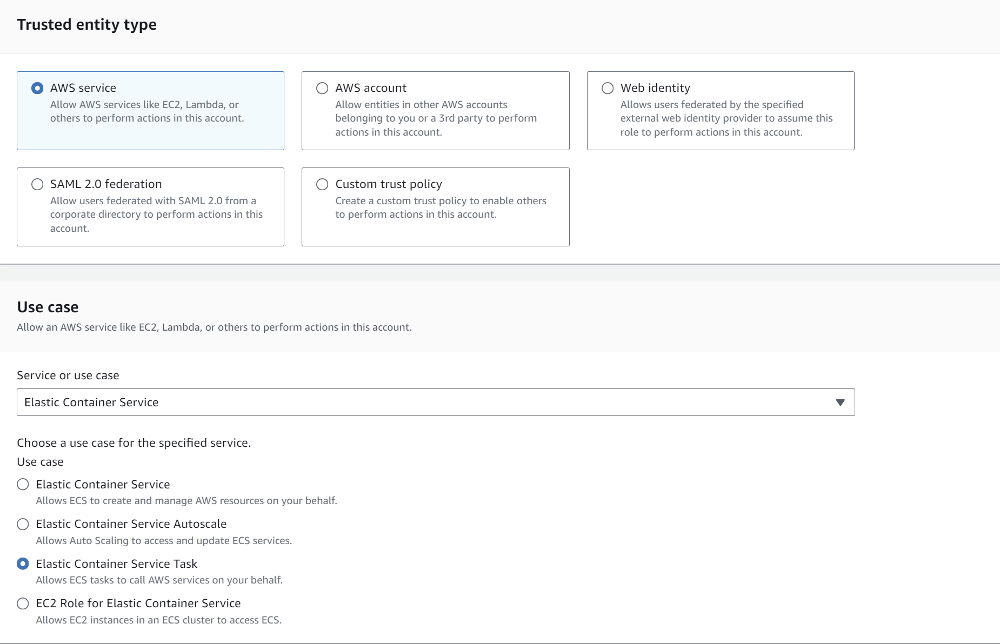 Trusted entity type
AWS service
Allow AWS services like EC2, Lambda, or
others to perform actions in this account.
AWS account
Allow entities in other AWS accounts
belonging to you or a 3rd party to perform
actions in this account.
Web identity
Allows users federated by the specified
external web identity provider to assume this
role to perform actions in this account.
SAML 2.0 federation
Allow users federated with SAML 2.0 from a
corporate directory to perform actions in this
account.
Custom trust policy
Create a custom trust policy to enable others
to perform actions in this account.
Use case
Allow an AWS service like EC2, Lambda, or others to perform actions in this account.
Service or use case
Elastic Container Service
Choose a use case for the specified service.
Use case
Elastic Container Service
Allows ECS to create and manage AWS resources on your behalf.
Elastic Container Service Autoscale
Allows Auto Scaling to access and update ECS services.
Elastic Container Service Task
Allows ECS tasks to call AWS services on your behalf.
EC2 Role for Elastic Container Service
Allows EC2 instances in an ECS cluster to access ECS.